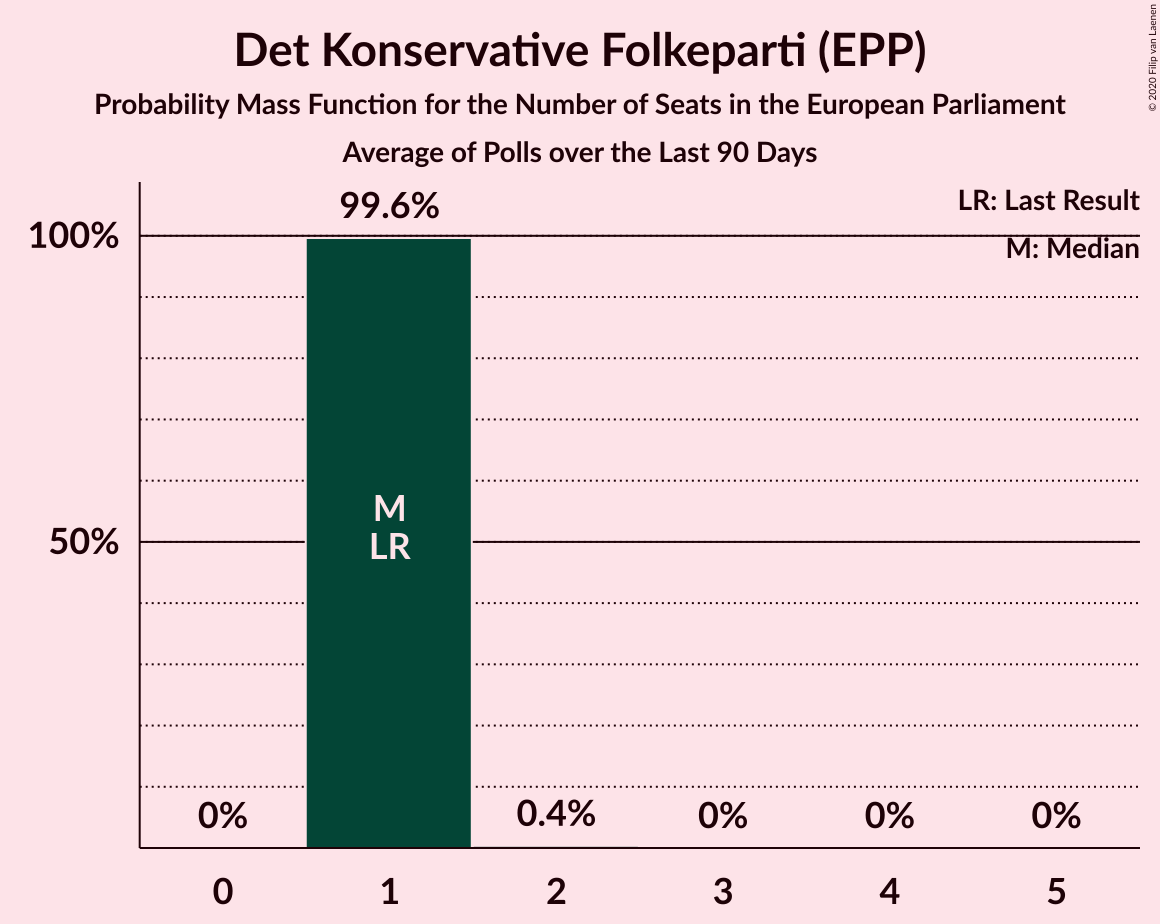 Det Konservative Folkeparti (EPP)
Probability Mass Function for the Number of Seats in the European Parliament
Average of Polls over the Last 90 Days
© 2020 Filip van Laenen
LR: Last Result
M: Median
99.6%
100%
50%
M
LR
0%
0.4%
0%
0%
0%
0
1
2
3
4
5